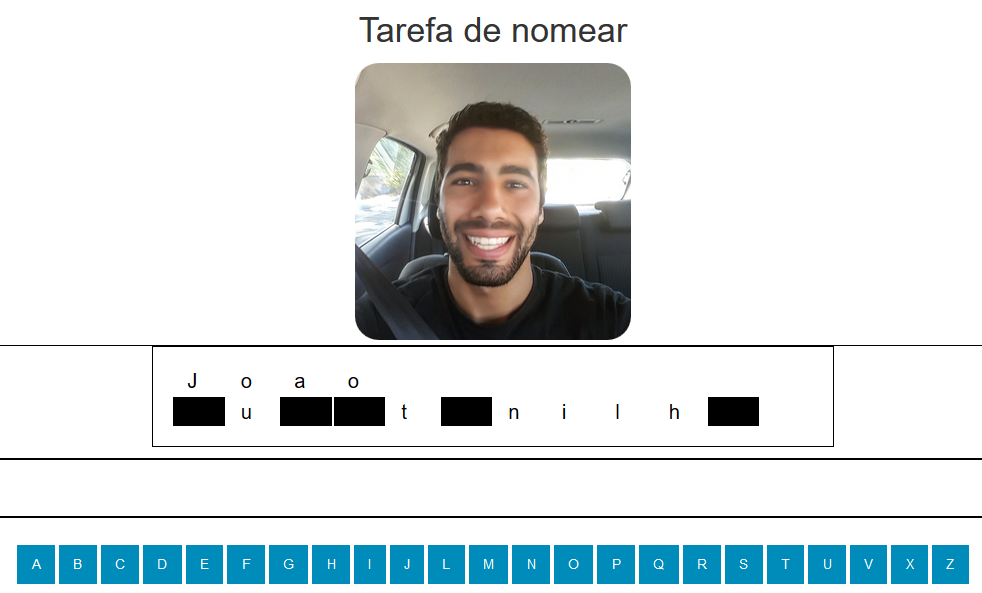 Tarefa de nomear
J o a o
u t n i l h
A B C D E F G H I J L M N O P Q R S T U V X Z